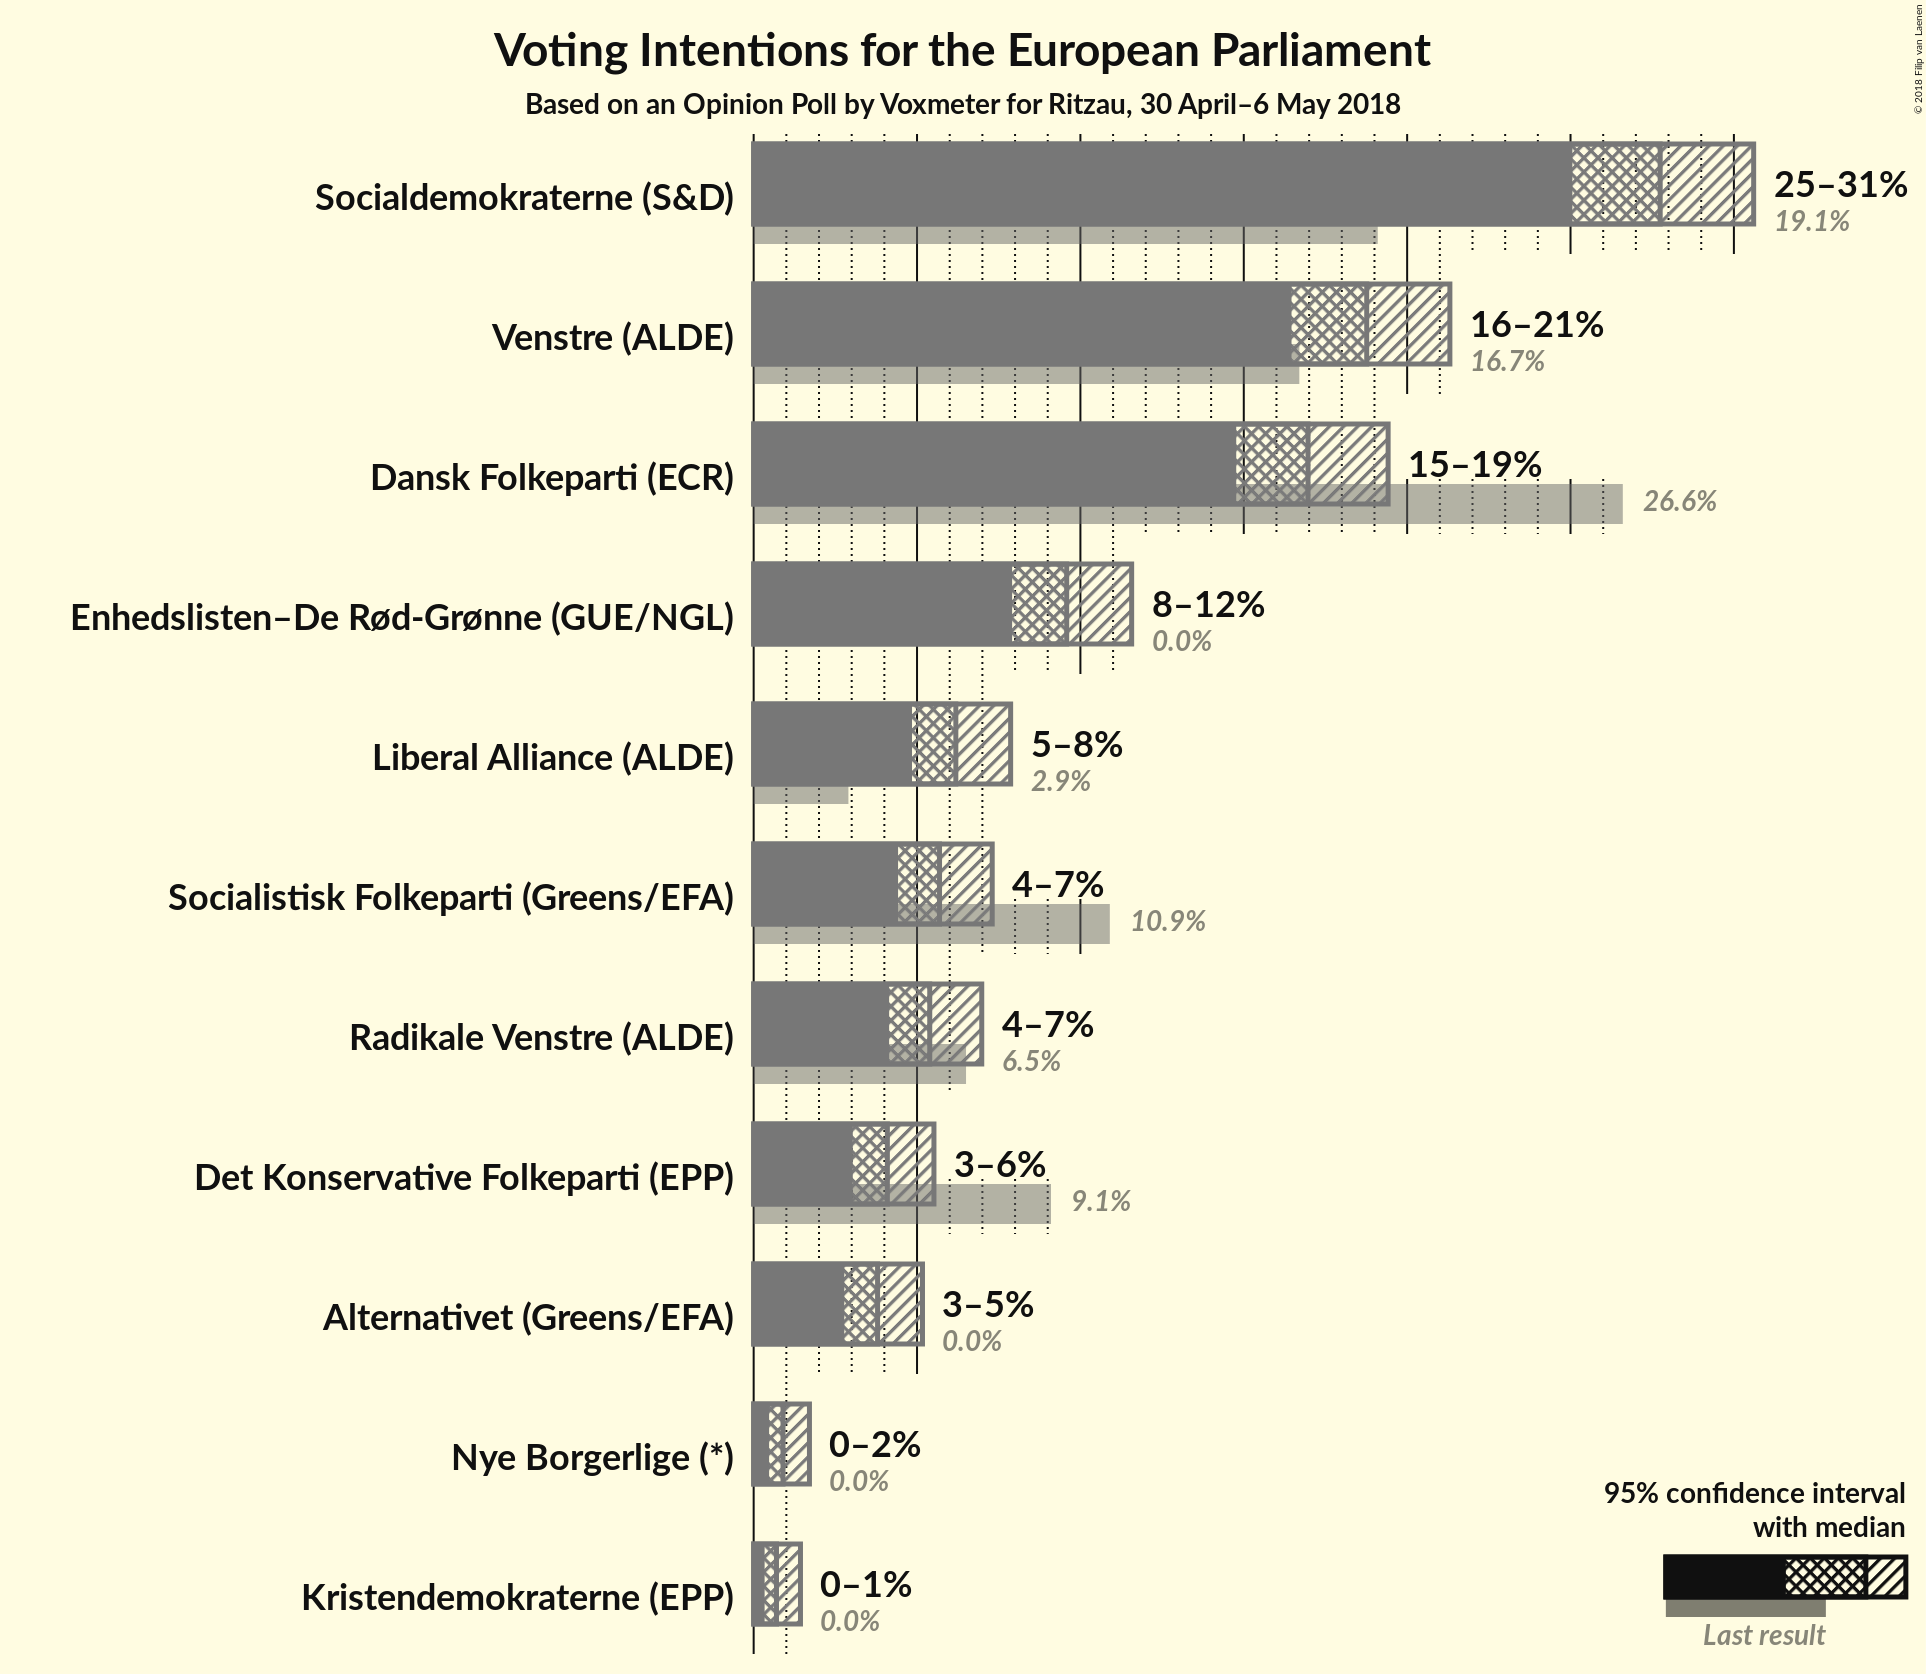 © 2018 Filip van Laenen
Voting Intentions for the European Parliament
Based on an Opinion Poll by Voxmeter for Ritzau, 30 April–6 May 2018
Socialdemokraterne (S&D)
25–31%
19.1%
Venstre (ALDE)
16–21%
16.7%
Dansk Folkeparti (ECR)
15–19%
26.6%
Enhedslisten–De Rød-Grønne (GUE/NGL)
8–12%
0.0%
Liberal Alliance (ALDE)
5–8%
2.9%
Socialistisk Folkeparti (Greens/EFA)
4–7%
10.9%
Radikale Venstre (ALDE)
4–7%
6.5%
Det Konservative Folkeparti (EPP)
3–6%
9.1%
Alternativet (Greens/EFA)
3–5%
0.0%
Nye Borgerlige (*)
0–2%
0.0%
Kristendemokraterne (EPP)
0–1%
0.0%
95% confidence interval
with median
Last result